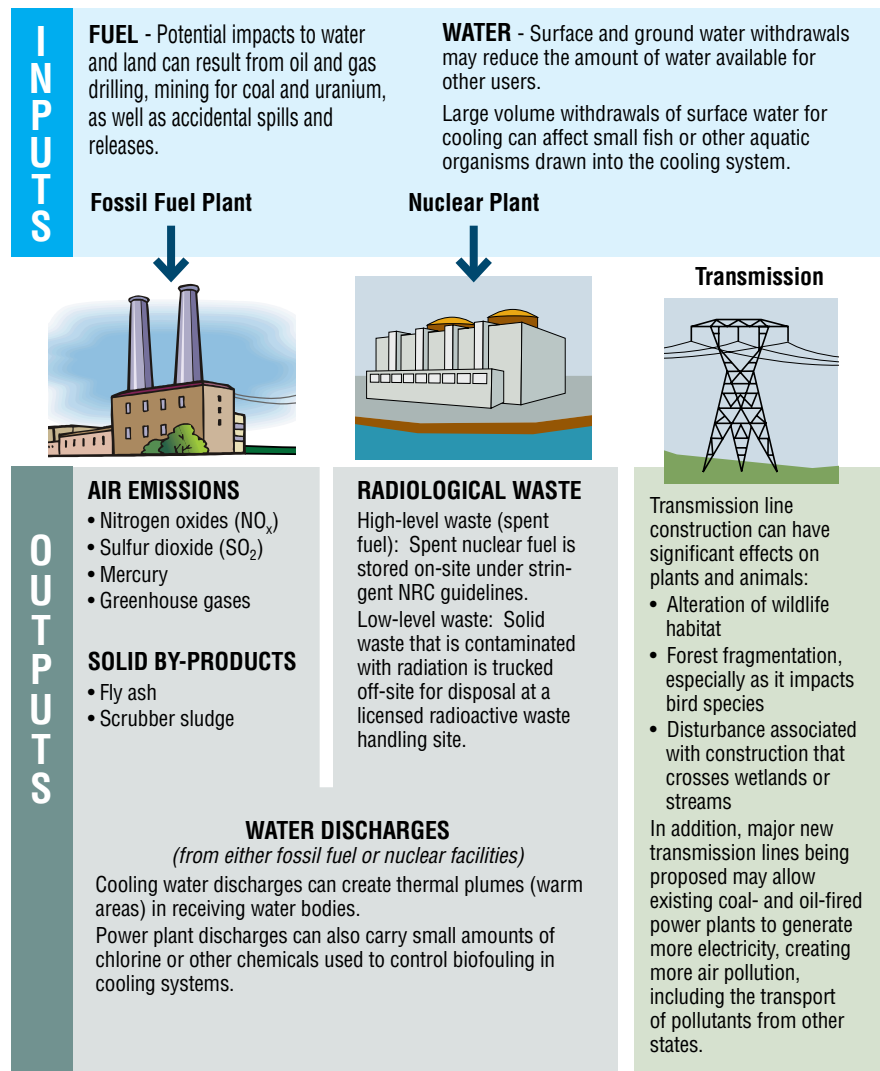 INPUTS
FUEL - Potential impacts to water
and land can result from oil and gas
drilling, mining for coal and uranium,
as well as accidental spills and
releases.
WATER - Surface and ground water withdrawals
may reduce the amount of water available for
other users.
Large volume withdrawals of surface water for
cooling can affect small fish or other aquatic
organisms drawn into the cooling system.
Fossil Fuel Plant
Nuclear Plant
Transmission
OUTPUTS
AIR EMISSIONS
• Nitrogen oxides (NOx)
• Sulfur dioxide (SO2)
• Mercury
• Greenhouse gases
SOLID BY-PRODUCTS
• Fly ash
• Scrubber sludge
RADIOLOGICAL WASTE
High-level waste (spent
fuel): Spent nuclear fuel is
stored on-site under strin-
gent NRC guidelines.
Low-level waste: Solid
waste that is contaminated
with radiation is trucked
off-site for disposal at a
licensed radioactive waste
handling site.
WATER DISCHARGES
(from either fossil fuel or nuclear facilities)
Cooling water discharges can create thermal plumes (warm
areas) in receiving water bodies.
Power plant discharges can also carry small amounts of
chlorine or other chemicals used to control biofouling in
cooling systems.
Transmission line
construction can have
significant effects on
plants and animals:
• Alteration of wildlife
habitat
• Forest fragmentation,
especially as it impacts
bird species
• Disturbance associated
with construction that
crosses wetlands or
streams
In addition, major new
transmission lines being
proposed may allow
existing coal- and oil-fired
power plants to generate
more electricity, creating
more air pollution,
including the transport
of pollutants from other
states.